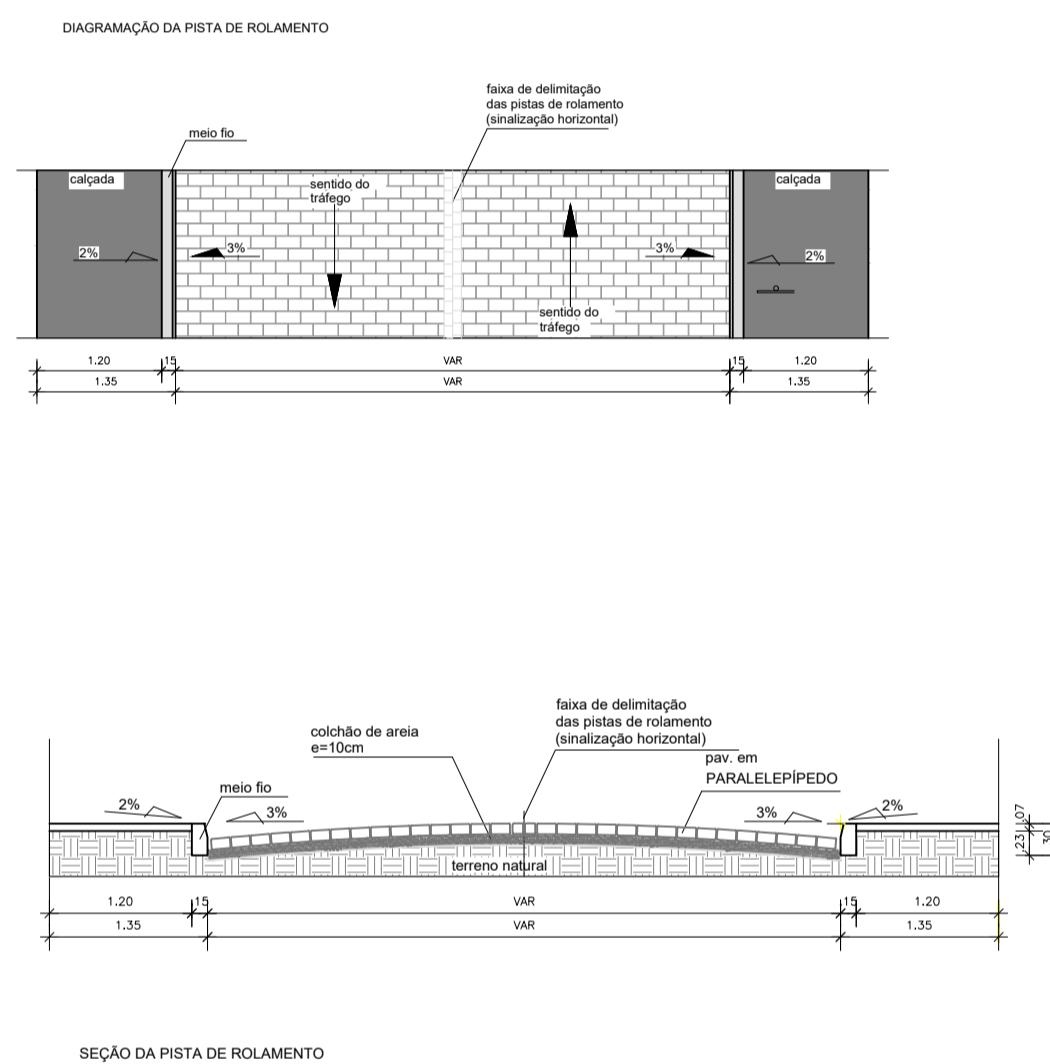 DIAGRAMAÇÃO DA PISTA DE ROLAMENTO
faixa de delimitação
das pistas de rolamento
(sinalização horizontal)
meio fio
calçada
sentido do
tráfego
calçada
2%
3%
3%
2%
sentido do
tráfego
1.20
,15
VAR
,15
1.20
1.35
VAR
1.35
faixa de delimitação
das pistas de rolamento
(sinalização horizontal)
colchão de areia
e=10cm
pav. em
PARALELEPÍPEDO
meio fio
2%
3%
3%
2%
,07
,23
,30
terreno natural
1.20
,15
VAR
,15
1.20
1.35
VAR
1.35
SEÇÃO DA PISTA DE ROLAMENTO